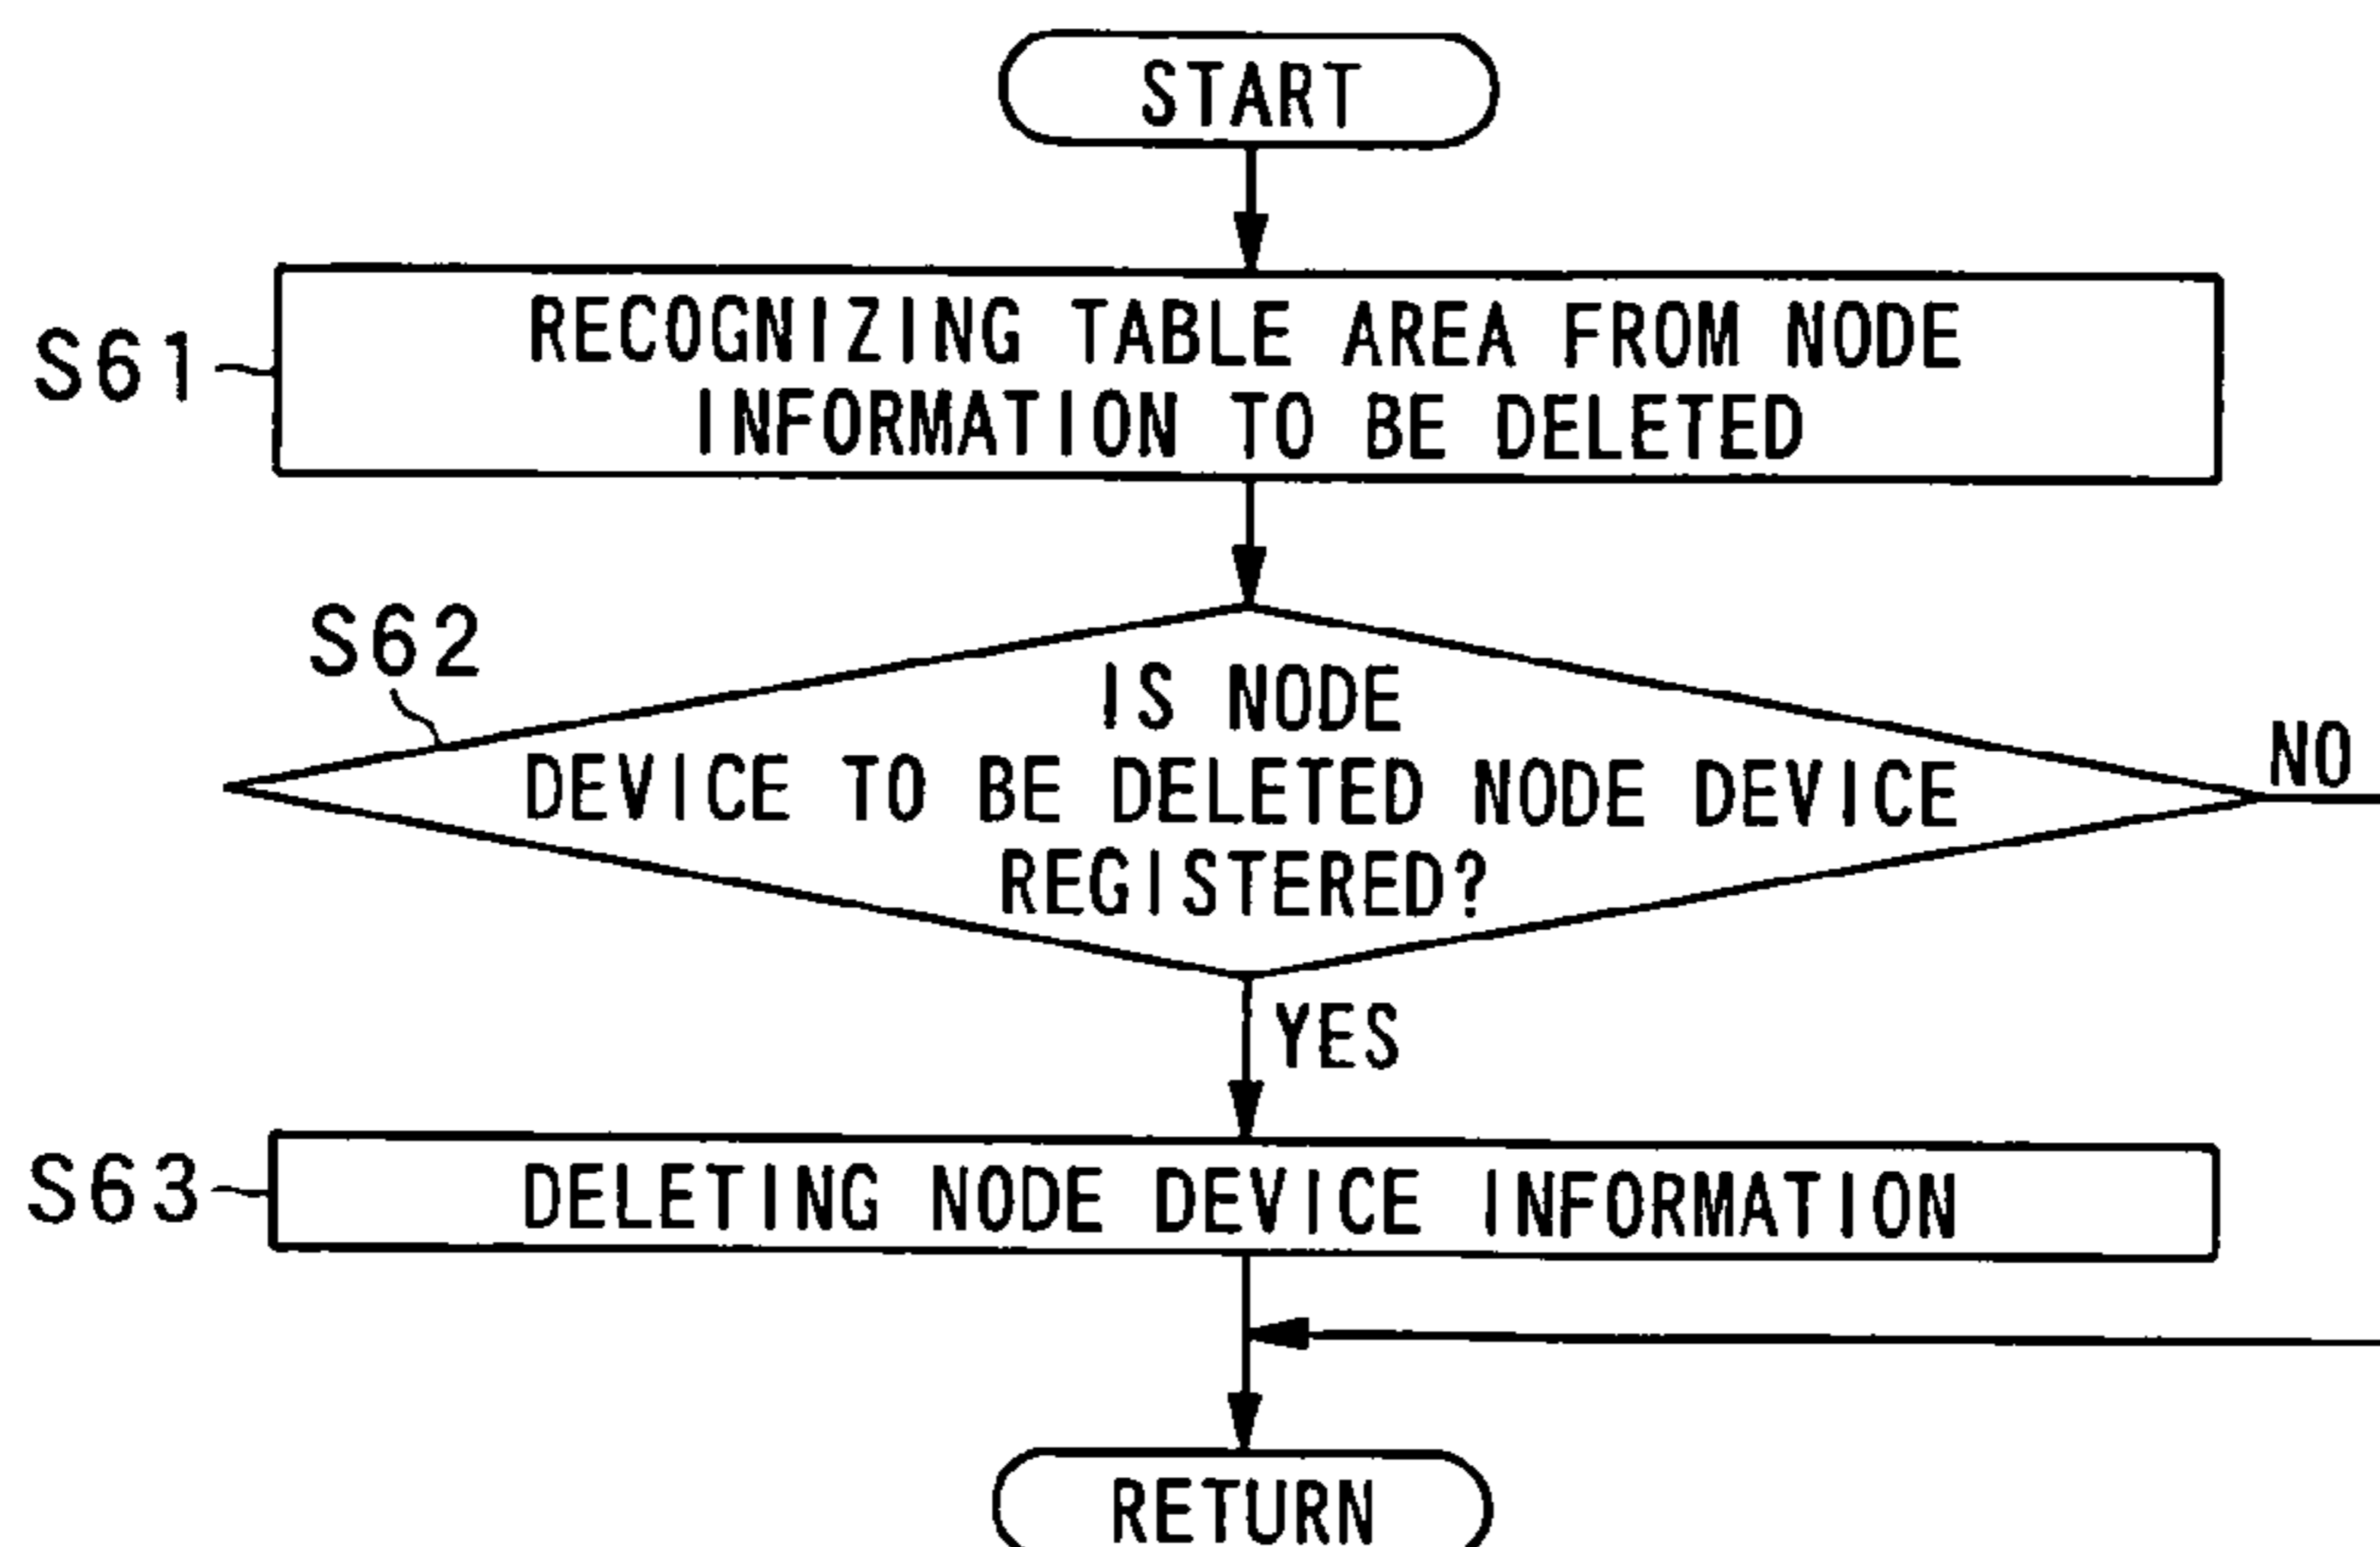 START
S61
RECOGNIZING TABLE AREA FROM NODE
INFORMATION TO BE DELETED
S62
IS NODE
DEVICE TO BE DELETED NODE DEVICE
REGISTERED?
NO
YES
S63
DELETING NODE DEVICE INFORMATION
RETURN